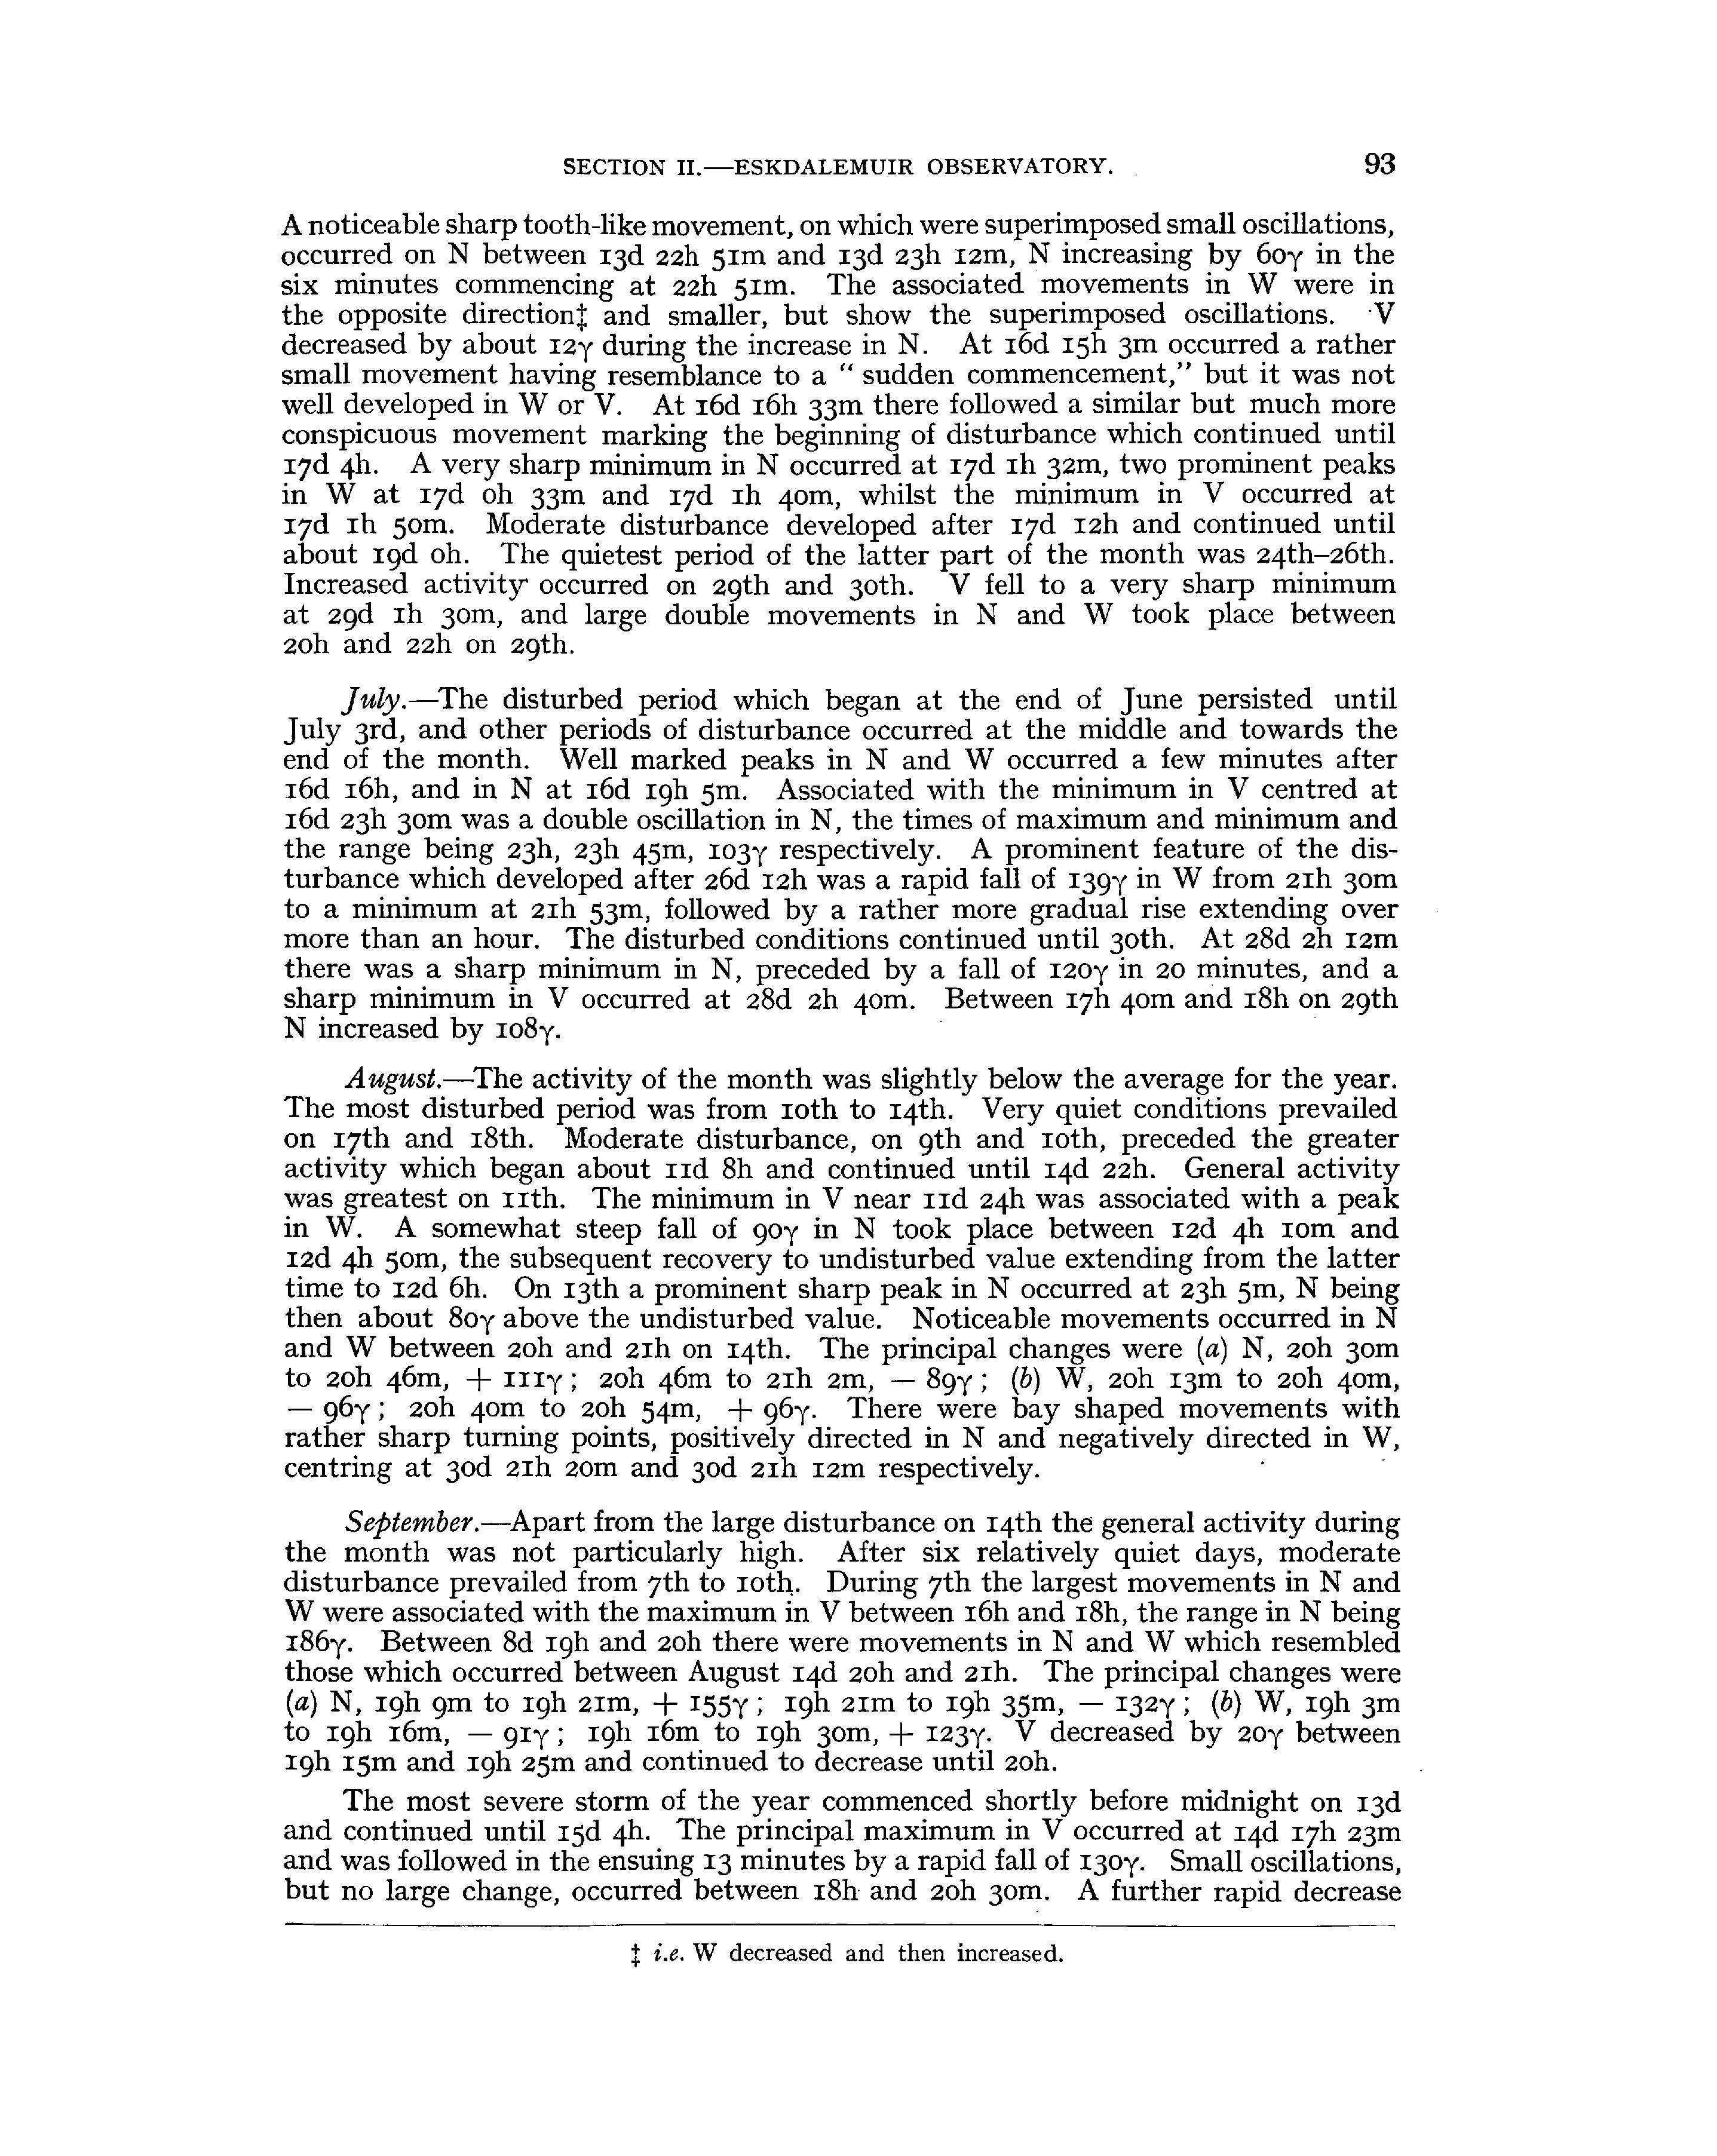 SECTION II.—ESKDALEMUIR OBSERVATORY. 93
A noticeable sharp tooth-like movement, on which were superimposed small oscillations,
occurred on N between 13d 22h 51m and 13d 23h 12m, N increasing by 60γ in the
six minutes commencing at 22h 51m. The associated movements in W were in
the opposite direction‡ and smaller, but show the superimposed oscillations. V
decreased by about 12γ during the increase in N. At 16d 15h 3m occurred a rather
small movement having resemblance to a “ sudden commencement,” but it was not
well developed in W or V. At 16d 16h 33m there followed a similar but much more
conspicuous movement marking the beginning of disturbance which continued until
17d 4h. A very sharp minimum in N occurred at 17d 1h 32m, two prominent peaks
in W at 17d 0h 33m and 17d 1h 40m, whilst the minimum in V occurred at
17d 1h 50m. Moderate disturbance developed after 17d 12h and continued until
about 19d 0h. The quietest period of the latter part of the month was 24th–26th.
Increased activity occurred on 29th and 30th. V fell to a very sharp minimum
at 29d 1h 30m, and large double movements in N and W took place between
20h and 22h on 29th.
July.—The disturbed period which began at the end of June persisted until
July 3rd, and other periods of disturbance occurred at the middle and towards the
end of the month. Well marked peaks in N and W occurred a few minutes after
16d 16h, and in N at 16d 19h 5m. Associated with the minimum in V centred at
16d 23h 30m was a double oscillation in N, the times of maximum and minimum and
the range being 23h, 23h 45m, 103γ respectively. A prominent feature of the dis-
turbance which developed after 26d 12h was a rapid fall of 139γ in W from 21h 30m
to a minimum at 21h 53m, followed by a rather more gradual rise extending over
more than an hour. The disturbed conditions continued until 30th. At 28d 2h 12m
there was a sharp minimum in N, preceded by a fall of 120γ in 20 minutes, and a
sharp minimum in V occurred at 28d 2h 40m. Between 17h 40m and 18h on 29th
N increased by 108γ.
August.—The activity of the month was slightly below the average for the year.
The most disturbed period was from 10th to 14th. Very quiet conditions prevailed
on 17th and 18th. Moderate disturbance, on 9th and 10th, preceded the greater
activity which began about 11d 8h and continued until 14d 22h. General activity
was greatest on 11th. The minimum in V near 11d 24h was associated with a peak
in W. A somewhat steep fall of 90γ in N took place between 12d 4h 10m and
12d 4h 50m, the subsequent recovery to undisturbed value extending from the latter
time to 12d 6h. On 13th a prominent sharp peak in N occurred at 23h 5m, N being
then about 80γ above the undisturbed value. Noticeable movements occurred in N
and W between 20h and 21h on 14th. The principal changes were (a) N, 20h 30m
to 20h 46m, + 111γ ; 20h 46m to 21h 2m, — 89γ ; (b) W, 20h 13m to 20h 40m,
— 96γ ; 20h 40m to 20h 54m, + 96γ. There were bay shaped movements with
rather sharp turning points, positively directed in N and negatively directed in W,
centring at 30d 21h 20m and 30d 21h 12m respectively.
September.—Apart from the large disturbance on 14th the general activity during
the month was not particularly high. After six relatively quiet days, moderate
disturbance prevailed from 7th to 10th. During 7th the largest movements in N and
W were associated with the maximum in V between 16h and 18h, the range in N being
186γ. Between 8d 19h and 20h there were movements in N and W which resembled
those which occurred between August 14d 20h and 21h. The principal changes were
(a) N, 19h 9m to 19h 21m, + 155γ ; 19h 21m to 19h 35m, — 132γ ; (b) W, 19h 3m
to 19h 16m, — 91γ ; 19h 16m to 19h 30m, + 123γ. V decreased by 20γ between
19h 15m and 19h 25m and continued to decrease until 20h.
The most severe storm of the year commenced shortly before midnight on 13d
and continued until 15d 4h. The principal maximum in V occurred at 14d 17h 23m
and was followed in the ensuing 13 minutes by a rapid fall of 130γ. Small oscillations,
but no large change, occurred between 18h and 20h 30m. A further rapid decrease
‡ i.e. W decreased and then increased.